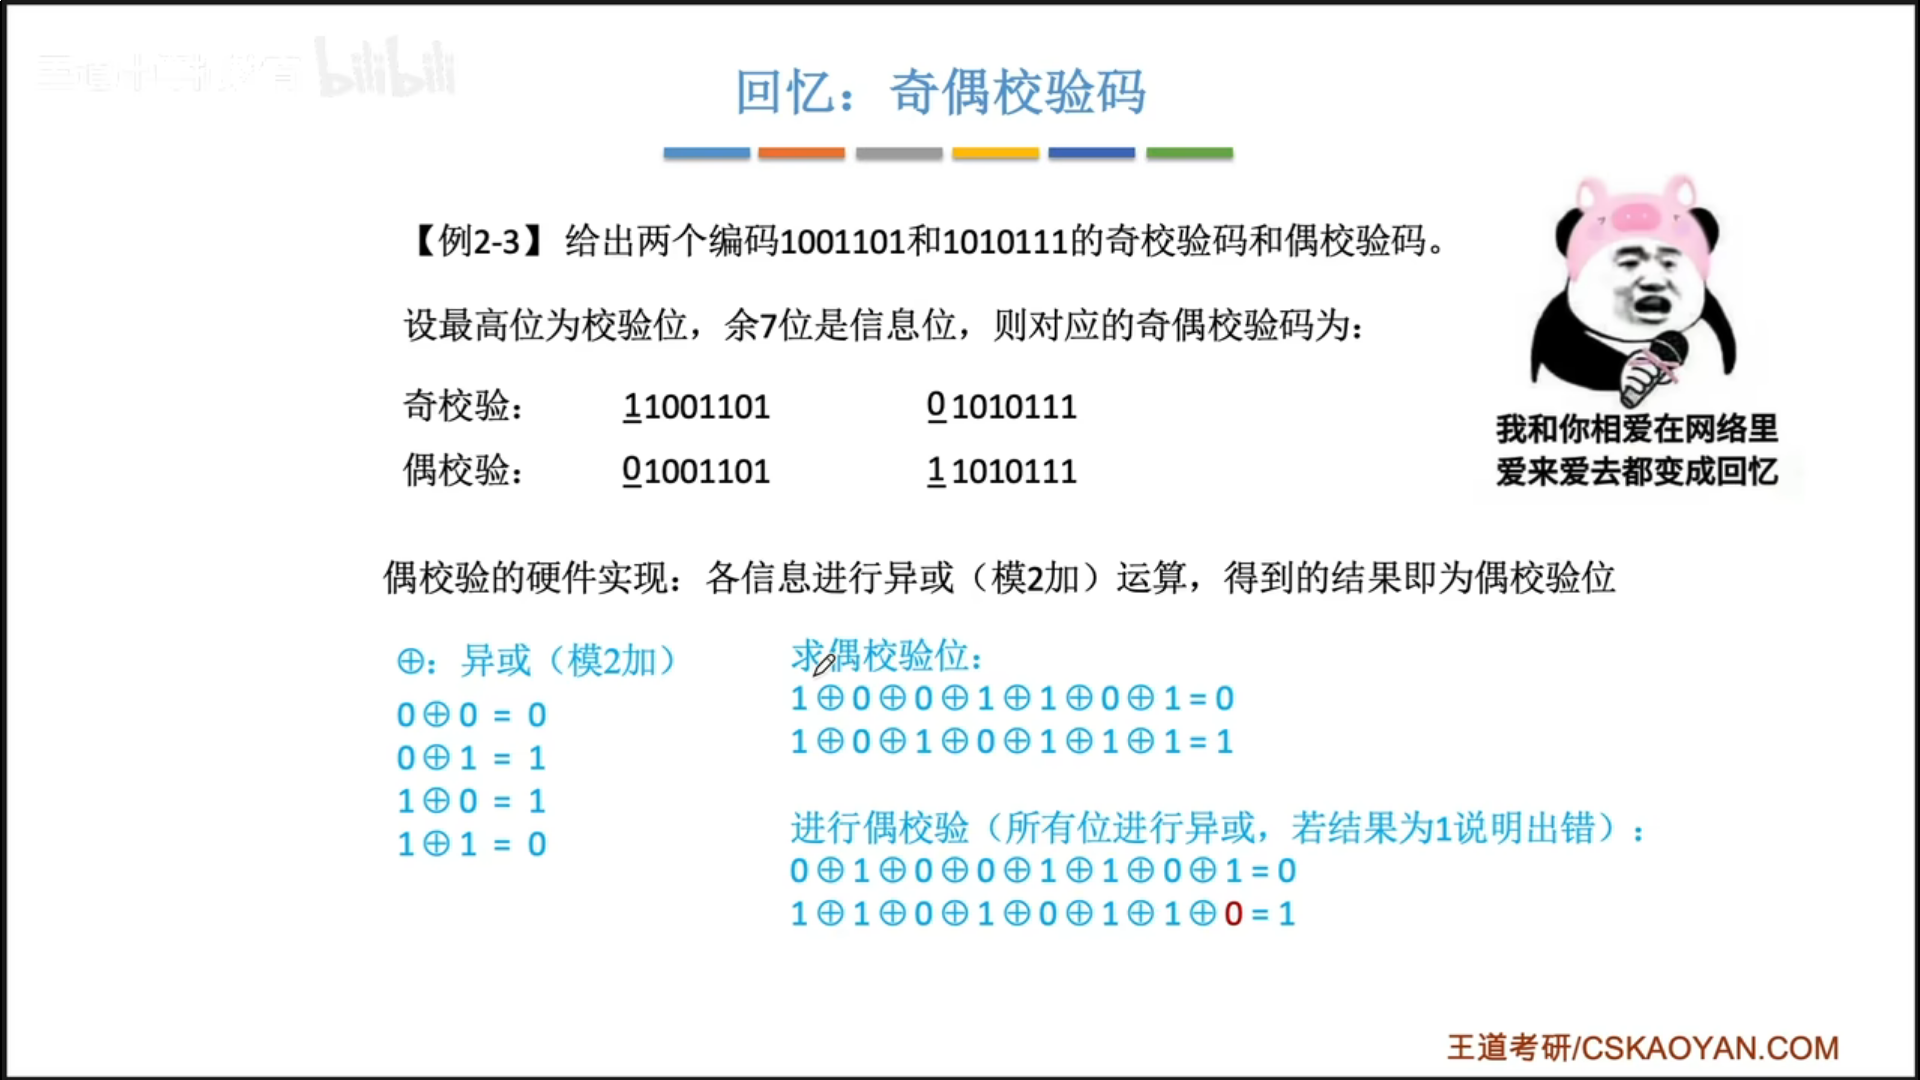 bilibili
回忆：奇偶校验码
【例2-3】给出两个编码1001101和1010111的奇校验码和偶校验码。
设最高位为校验位，余7位是信息位，则对应的奇偶校验码为：
奇校验： 11001101 01010111
偶校验： 01001101 11010111
我和你相爱在网络里
爱来爱去都变成回忆
偶校验的硬件实现：各信息进行异或（模2加）运算，得到的结果即为偶校验位
⊕：异或（模2加）
0⊕0 = 0
0⊕1 = 1
1⊕0 = 1
1⊕1 = 0
求偶校验位：
1⊕0⊕0⊕1⊕1⊕0⊕1=0
1⊕0⊕1⊕0⊕1⊕1⊕1=1
进行偶校验（所有位进行异或，若结果为1说明出错）：
0⊕1⊕0⊕0⊕1⊕1⊕0⊕1=0
1⊕1⊕0⊕1⊕0⊕1⊕1⊕0=1
王道考研/CSKAOYAN.COM